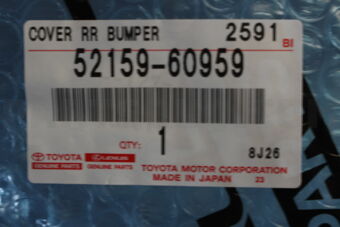 COVER RR BUMPER 2591
BI
52159-60959
QTY: 1
8J26
TOYOTA LEXUS TOYOTA MOTOR CORPORATION
GENUINE PARTS GENUINE PARTS MADE IN JAPAN 23